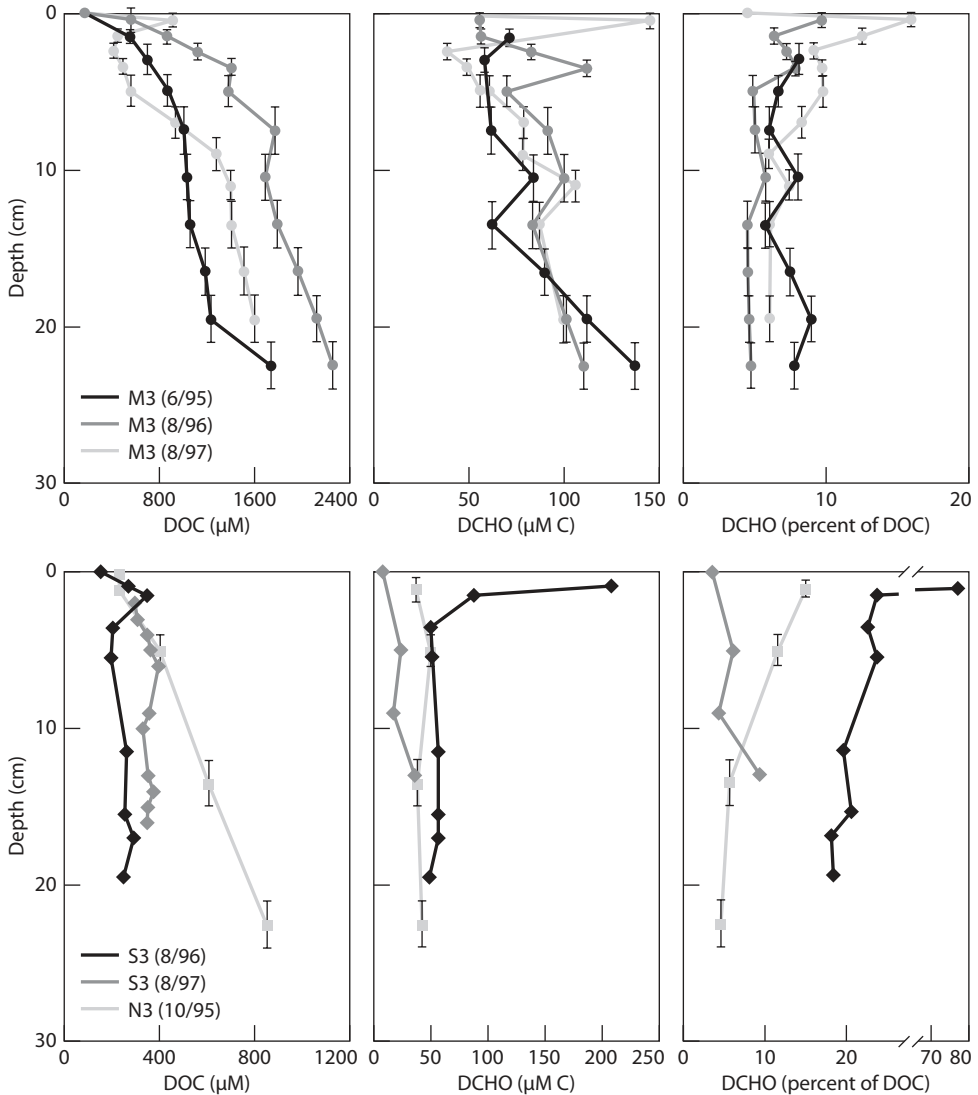 0
10
20
30
Depth (cm)
M3 (6/95)
M3 (8/96)
M3 (8/97)
0 800 1600 2400
DOC (μM)
0 50 100 150
DCHO (μM C)
10 20
DCHO (percent of DOC)
0
10
20
30
Depth (cm)
S3 (8/96)
S3 (8/97)
N3 (10/95)
0 400 800 1200
DOC (μM)
0 50 100 150 200 250
DCHO (μM C)
0 10 20 70 80
DCHO (percent of DOC)